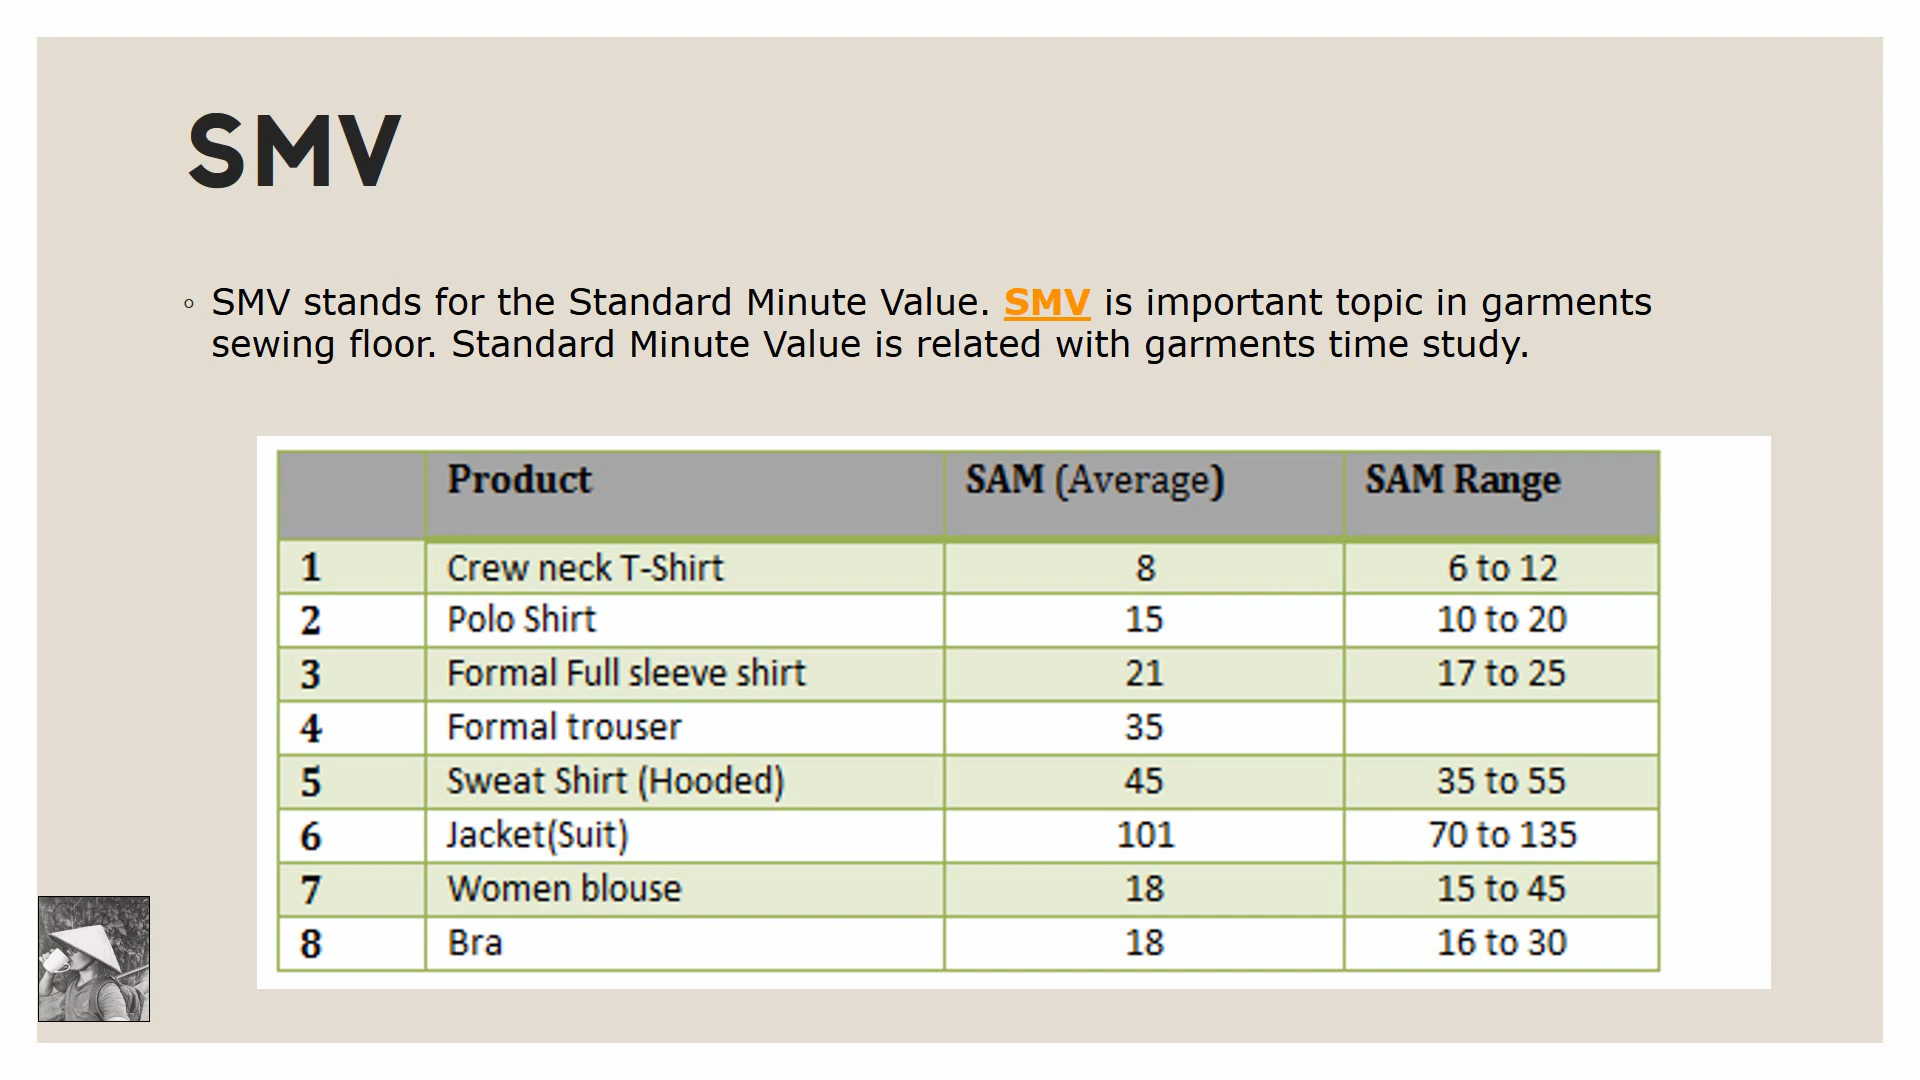 SMV
◦ SMV stands for the Standard Minute Value. SMV is important topic in garments
sewing floor. Standard Minute Value is related with garments time study.
Product SAM (Average) SAM Range
1 Crew neck T-Shirt 8 6 to 12
2 Polo Shirt 15 10 to 20
3 Formal Full sleeve shirt 21 17 to 25
4 Formal trouser 35
5 Sweat Shirt (Hooded) 45 35 to 55
6 Jacket(Suit) 101 70 to 135
7 Women blouse 18 15 to 45
8 Bra 18 16 to 30